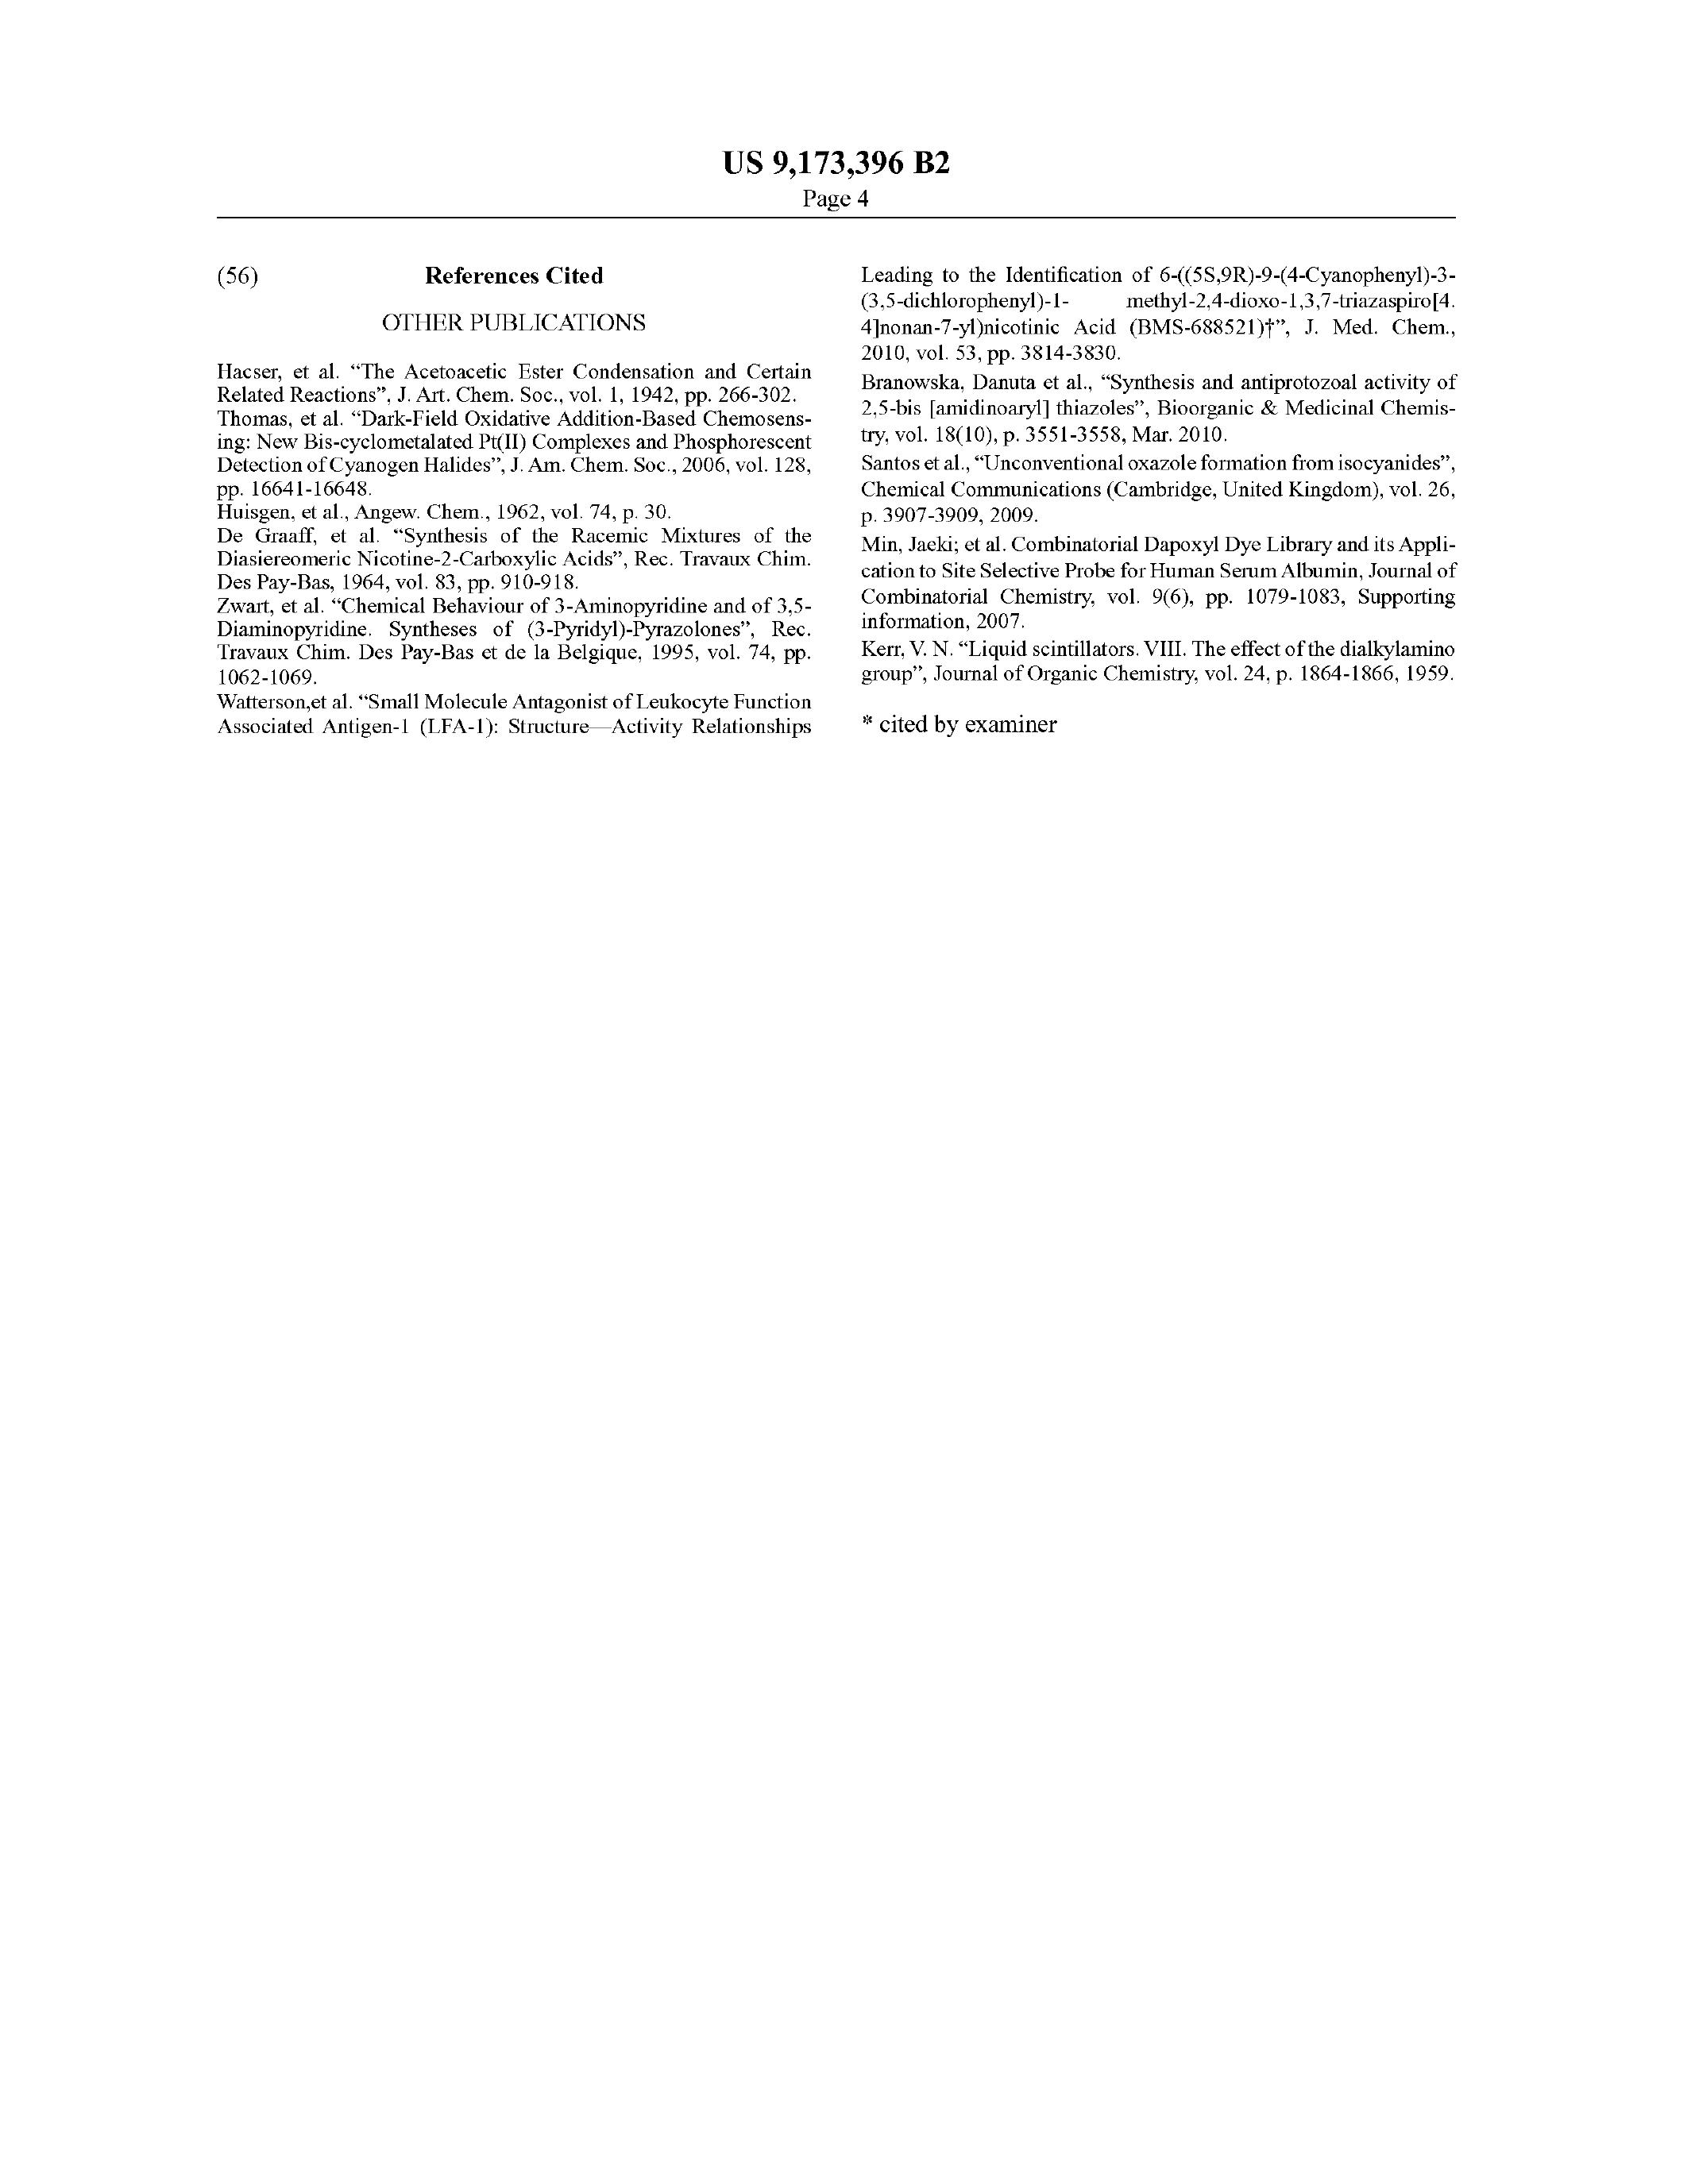 US 9,173,396 B2
Page 4
(56) References Cited
OTHER PUBLICATIONS
Hacser, et al. “The Acetoacetic Ester Condensation and Certain
Related Reactions”, J. Art. Chem. Soc., vol. 1, 1942, pp. 266-302.
Thomas, et al. “Dark-Field Oxidative Addition-Based Chemosens-
ing: New Bis-cyclometalated Pt(II) Complexes and Phosphorescent
Detection of Cyanogen Halides”, J. Am. Chem. Soc., 2006, vol. 128,
pp. 16641-16648.
Huisgen, et al., Angew. Chem., 1962, vol. 74, p. 30.
De Graaff, et al. “Synthesis of the Racemic Mixtures of the
Diasiereomeric Nicotine-2-Carboxylic Acids”, Rec. Travaux Chim.
Des Pay-Bas, 1964, vol. 83, pp. 910-918.
Zwart, et al. “Chemical Behaviour of 3-Aminopyridine and of 3,5-
Diaminopyridine. Syntheses of (3-Pyridyl)-Pyrazolones”, Rec.
Travaux Chim. Des Pay-Bas et de la Belgique, 1995, vol. 74, pp.
1062-1069.
Watterson,et al. “Small Molecule Antagonist of Leukocyte Function
Associated Antigen-1 (LFA-1): Structure—Activity Relationships
Leading to the Identification of 6-((5S,9R)-9-(4-Cyanophenyl)-3-
(3,5-dichlorophenyl)-1- methyl-2,4-dioxo-1,3,7-triazaspiro[4.
4]nonan-7-yl)nicotinic Acid (BMS-688521)†”, J. Med. Chem.,
2010, vol. 53, pp. 3814-3830.
Branowska, Danuta et al., “Synthesis and antiprotozoal activity of
2,5-bis [amidinoaryl] thiazoles”, Bioorganic & Medicinal Chemis-
try, vol. 18(10), p. 3551-3558, Mar. 2010.
Santos et al., “Unconventional oxazole formation from isocyanides”,
Chemical Communications (Cambridge, United Kingdom), vol. 26,
p. 3907-3909, 2009.
Min, Jaeki; et al. Combinatorial Dapoxyl Dye Library and its Appli-
cation to Site Selective Probe for Human Serum Albumin, Journal of
Combinatorial Chemistry, vol. 9(6), pp. 1079-1083, Supporting
information, 2007.
Kerr, V. N. “Liquid scintillators. VIII. The effect of the dialkylamino
group”, Journal of Organic Chemistry, vol. 24, p. 1864-1866, 1959.
* cited by examiner